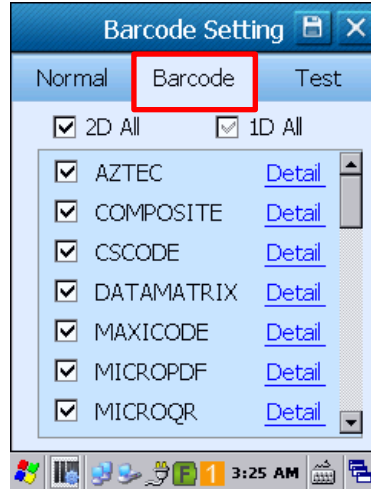 Barcode Setting
Normal Barcode Test
2D All 1D All
AZTEC Detail
COMPOSITE Detail
CSCODE Detail
DATAMATRIX Detail
MAXICODE Detail
MICROPDF Detail
MICROQR Detail
F 1 3:25 AM